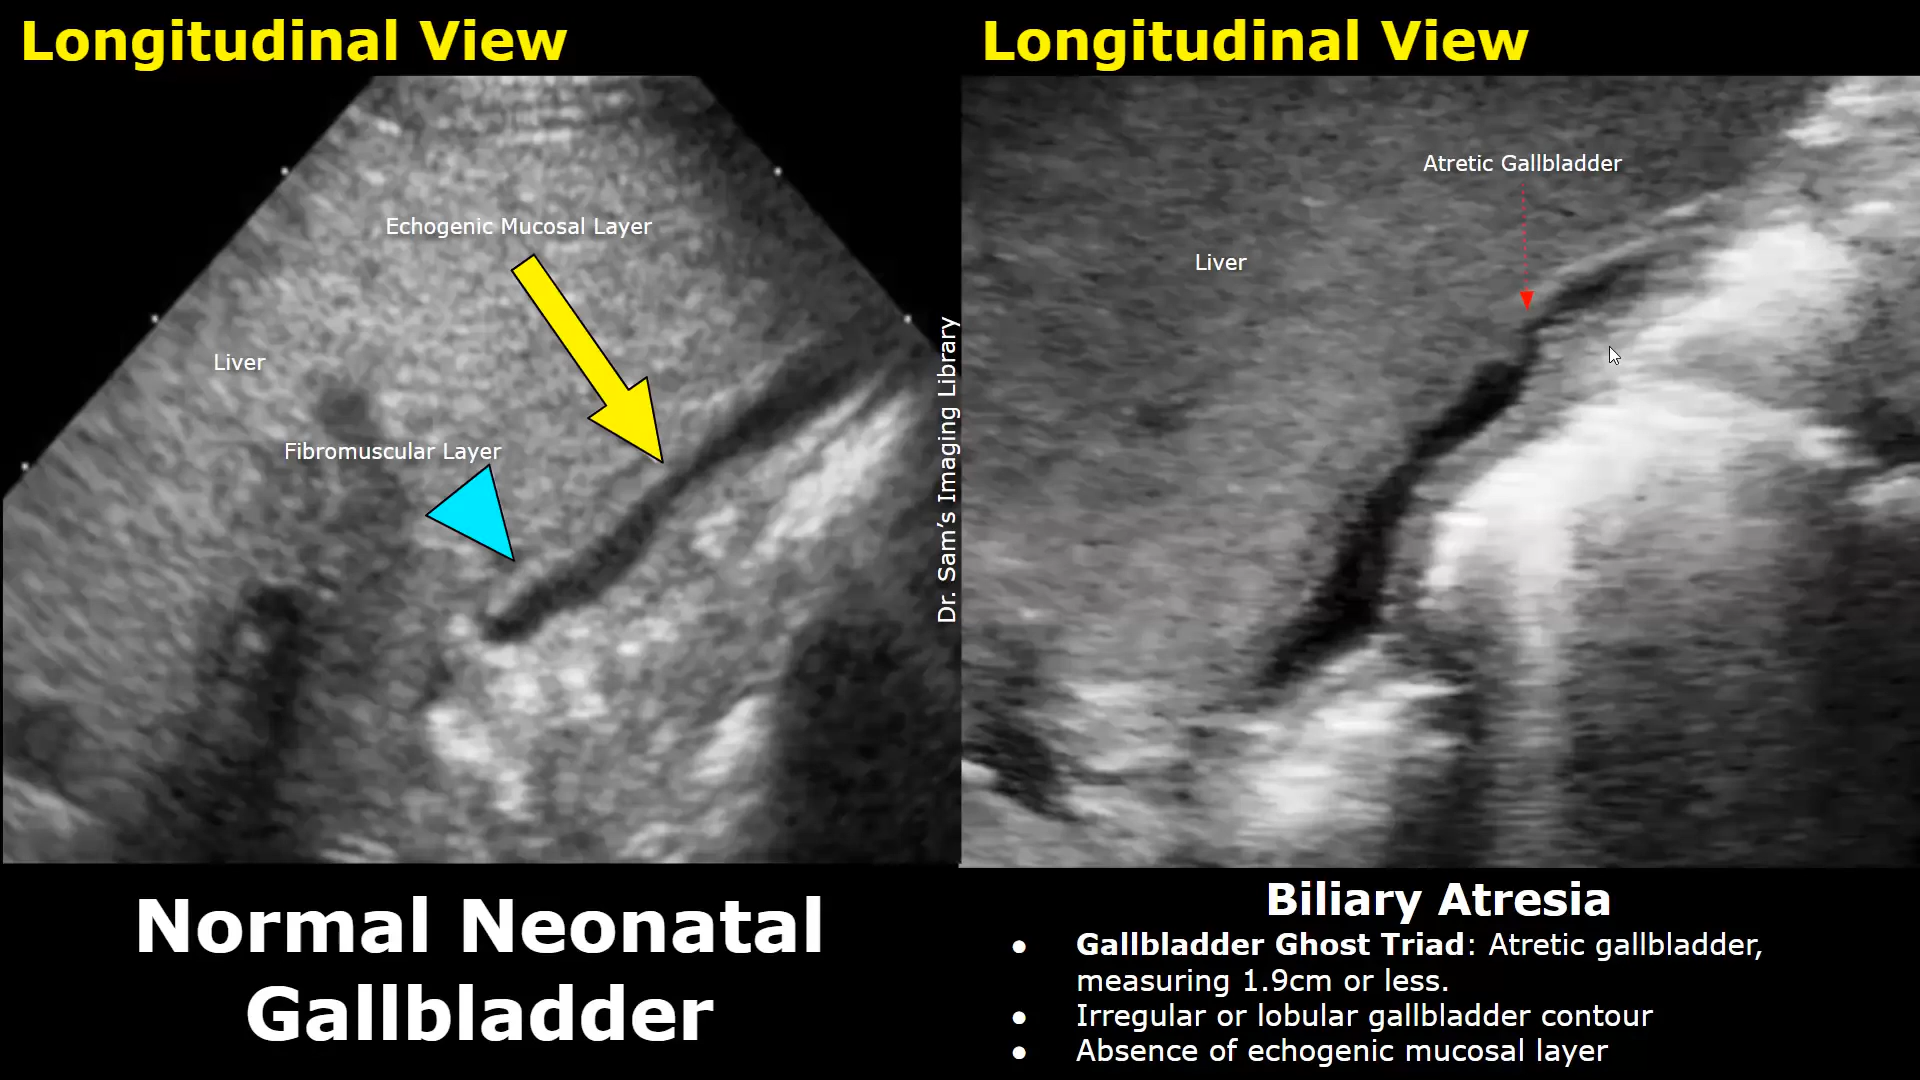 Longitudinal View
Echogenic Mucosal Layer
Liver
Fibromuscular Layer
Normal Neonatal
Gallbladder
Dr. Sam’s Imaging Library
Longitudinal View
Atretic Gallbladder
Liver
Biliary Atresia
● Gallbladder Ghost Triad: Atretic gallbladder,
measuring 1.9cm or less.
● Irregular or lobular gallbladder contour
● Absence of echogenic mucosal layer